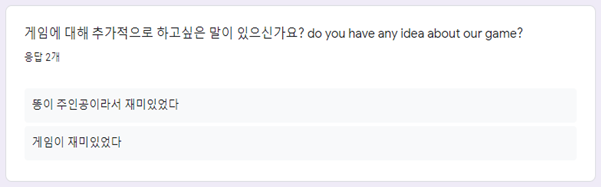 게임에 대해 추가적으로 하고싶은 말이 있으신가요? do you have any idea about our game?
응답 2개
똥이 주인공이라서 재미있었다
게임이 재미있었다